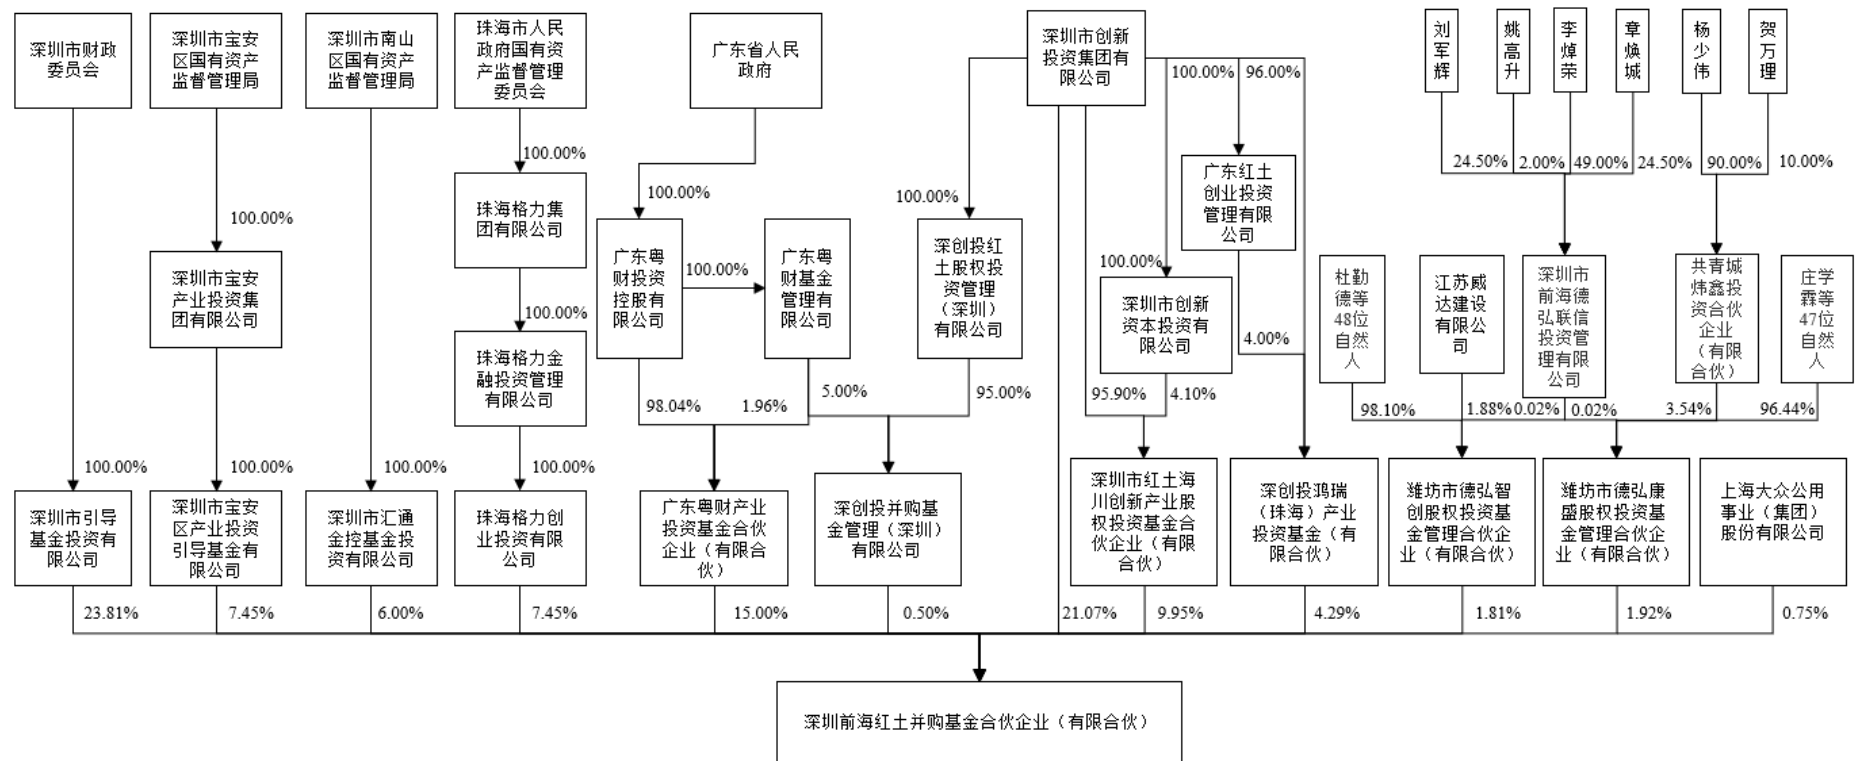 深圳市财政
委员会
深圳市宝安
区国有资产
监督管理局
深圳市南山
区国有资产
监督管理局
珠海市人民
政府国有资
产监督管理
委员会
广东省人民
政府
深圳市创新
投资集团有
限公司
刘军辉
姚高升
李焯荣
章焕城
杨少伟
贺万理
100.00%
96.00%
100.00%
24.50%
2.00%
49.00%
24.50%
90.00%
10.00%
100.00%
100.00%
100.00%
珠海格力集
团有限公司
广东红土
创业投资
管理有限
公司
深圳市宝安
产业投资集
团有限公司
广东粤
财投资
控股有
限公司
100.00%
广东粤
财基金
管理有
限公司
深创投红
土股权投
资管理
（深圳）
有限公司
100.00%
深圳市创新
资本投资有
限公司
杜勤
德等
48位
自然
人
江苏威
达建设
有限公
司
深圳市
前海德
弘联信
投资管
理有限
公司
共青城
炜鑫投
资合伙
企业
（有限
合伙）
庄学
霖等
47位
自然
人
100.00%
珠海格力金
融投资管理
有限公司
4.00%
98.04%
1.96%
5.00%
95.00%
95.90%
4.10%
98.10%
1.88%
0.02%
0.02%
3.54%
96.44%
100.00%
100.00%
100.00%
100.00%
深圳市引导
基金投资有
限公司
深圳市宝安
区产业投资
引导基金有
限公司
深圳市汇通
金控基金投
资有限公司
珠海格力创
业投资有限
公司
广东粤财产业
投资基金合伙
企业（有限合
伙）
深创投并购基
金管理（深圳）
有限公司
深圳市红土海
川创新产业股
权投资基金合
伙企业（有限
合伙）
深创投鸿瑞
（珠海）产业
投资基金（有
限合伙）
潍坊市德弘智
创股权投资基
金管理合伙企
业（有限合伙）
潍坊市德弘康
盛股权投资基
金管理合伙企
业（有限合伙）
上海大众公用
事业（集团）
股份有限公司
23.81%
7.45%
6.00%
7.45%
15.00%
0.50%
21.07%
9.95%
4.29%
1.81%
1.92%
0.75%
深圳前海红土并购基金合伙企业（有限合伙）